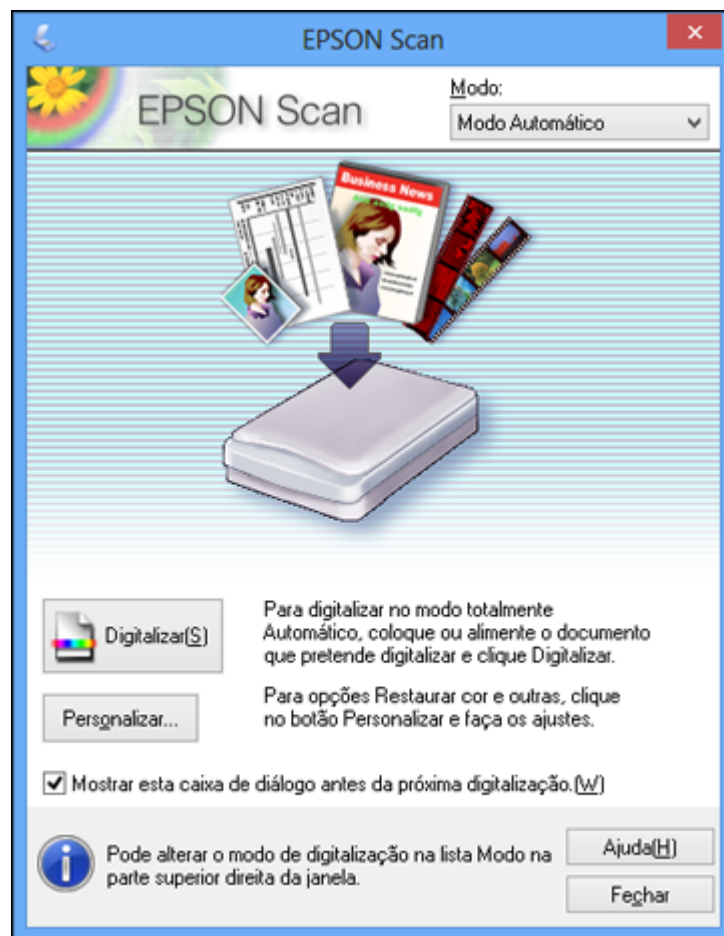 EPSON Scan
EPSON Scan
Modo:
Modo Automático
Business News
Digitalizar(S)
Para digitalizar no modo totalmente
Automático, coloque ou alimente o documento
que pretende digitalizar e clique Digitalizar.
Personalizar...
Para opções Restaurar cor e outras, clique
no botão Personalizar e faça os ajustes.
Mostrar esta caixa de diálogo antes da próxima digitalização.(W)
Pode alterar o modo de digitalização na lista Modo na
parte superior direita da janela.
Ajuda(H)
Fechar